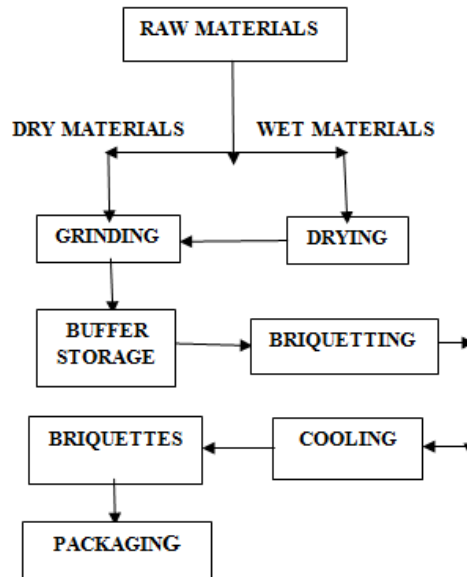 RAW MATERIALS
DRY MATERIALS
WET MATERIALS
GRINDING
DRYING
BUFFER
STORAGE
BRIQUETTING
BRIQUETTES
COOLING
PACKAGING